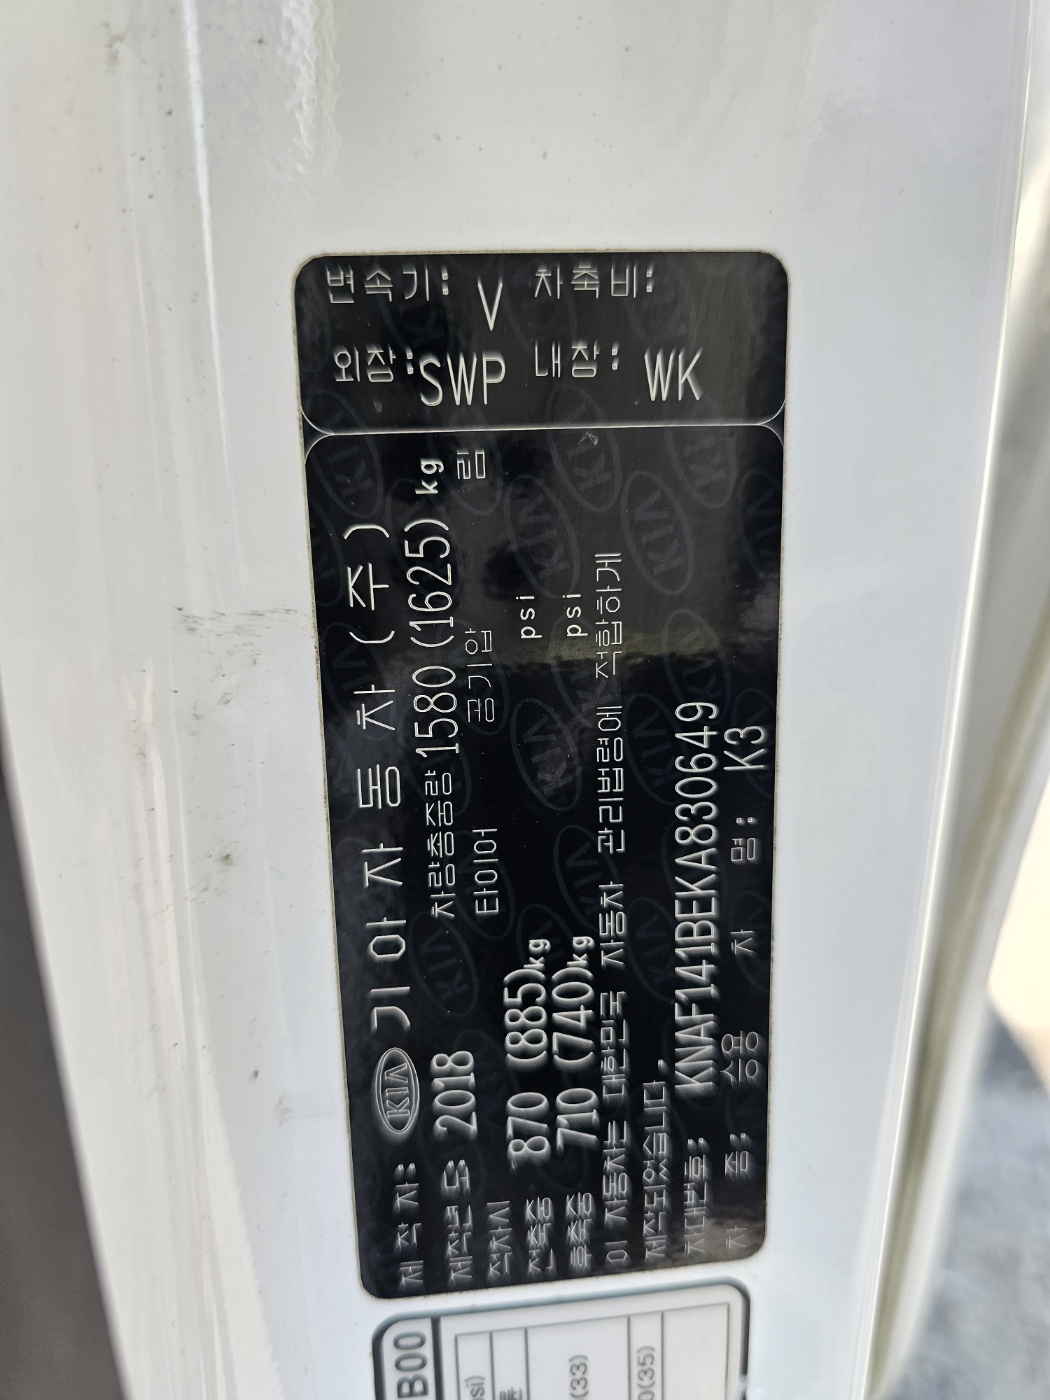 변속기: V 차축비:
외장: SWP 내장: WK
제 작 자: KIA 기 아 자 동 차 ( 주 )
제작년도: 2018 차량총중량 1580 (1625) kg
적차시 타이어 공기압 림
전축중 870 (885)kg psi
후축중 710 (740)kg psi
이 자동차는 대한민국 자동차 관리법령에 적합하게
제작되었습니다.
차대번호: KNAF141BEKA830649
차 종: 승용 차 명: K3
B00
(33)
(35)